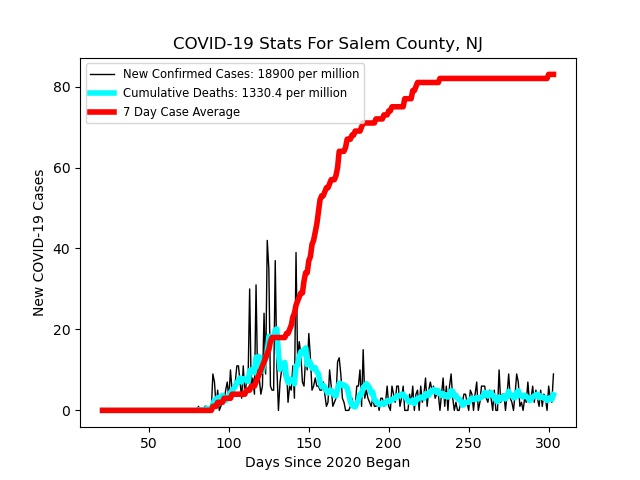 COVID-19 Stats For Salem County, NJ
New Confirmed Cases: 18900 per million
Cumulative Deaths: 1330.4 per million
7 Day Case Average
New COVID-19 Cases
80
60
40
20
0
50 100 150 200 250 300
Days Since 2020 Began